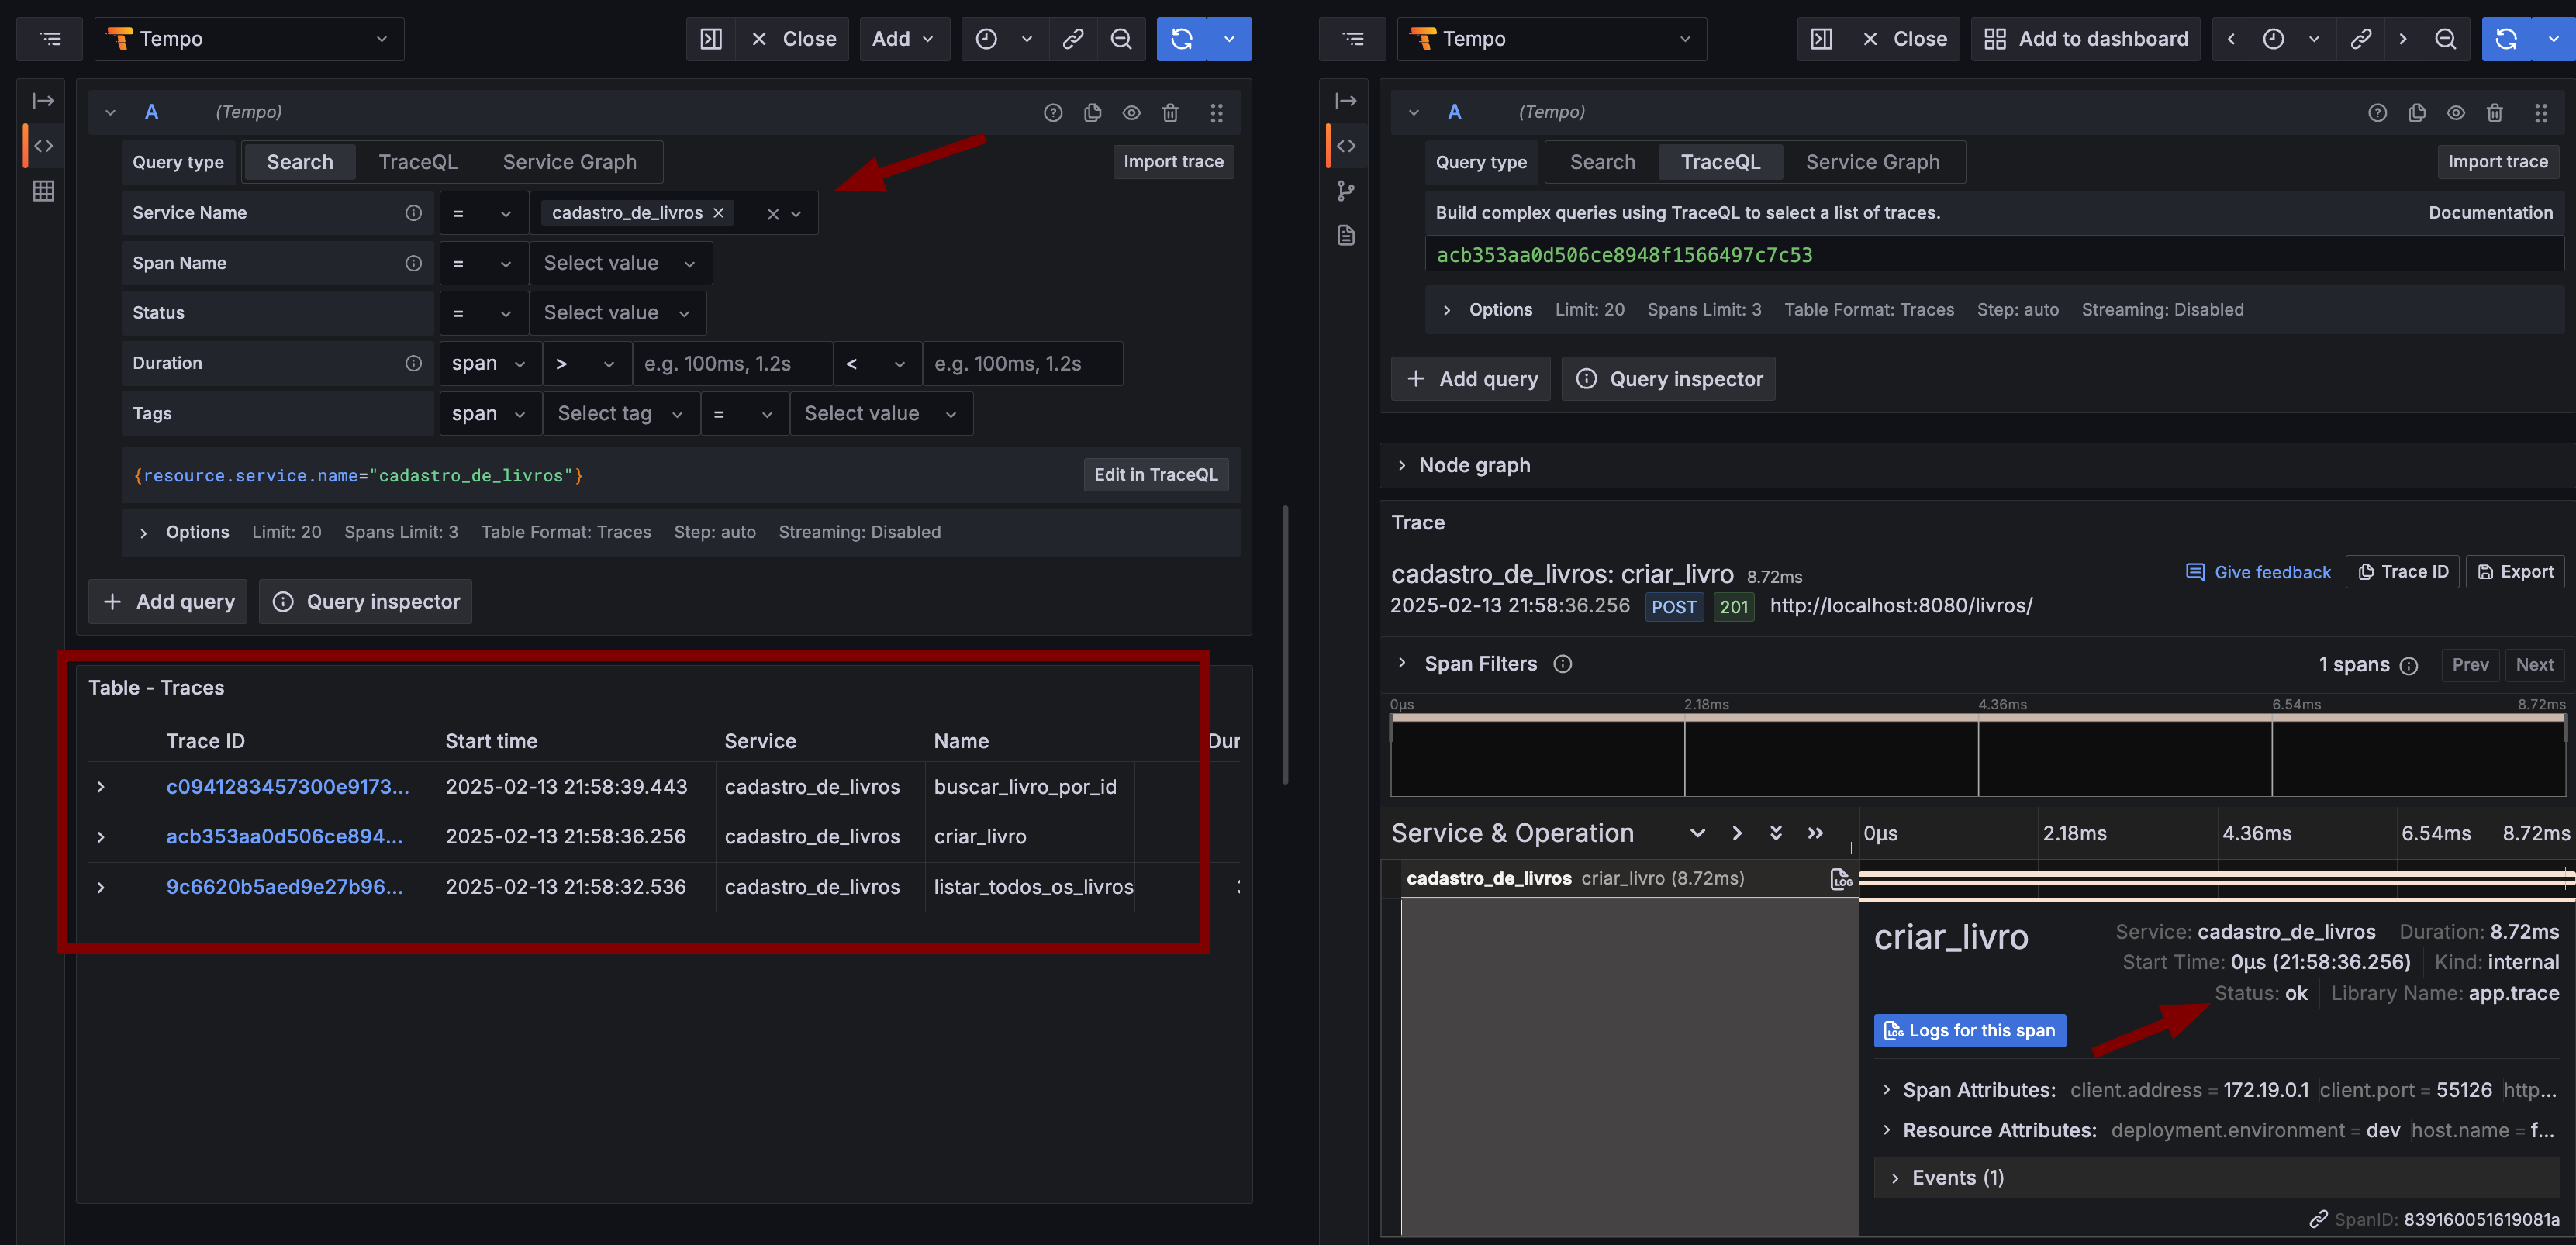 Tempo
Close
Add
A (Tempo)
Query type Search TraceQL Service Graph Import trace
Service Name = cadastro_de_livros
Span Name = Select value
Status = Select value
Duration span > e.g. 100ms, 1.2s < e.g. 100ms, 1.2s
Tags span Select tag = Select value
{resource.service.name="cadastro_de_livros"} Edit in TraceQL
Options Limit: 20 Spans Limit: 3 Table Format: Traces Step: auto Streaming: Disabled
+ Add query Query inspector
Table - Traces
Trace ID Start time Service Name Dur
c0941283457300e9173... 2025-02-13 21:58:39.443 cadastro_de_livros buscar_livro_por_id
acb353aa0d506ce894... 2025-02-13 21:58:36.256 cadastro_de_livros criar_livro
9c6620b5aed9e27b96... 2025-02-13 21:58:32.536 cadastro_de_livros listar_todos_os_livros
Tempo
Close
Add to dashboard
A (Tempo)
Query type Search TraceQL Service Graph Import trace
Build complex queries using TraceQL to select a list of traces. Documentation
acb353aa0d506ce8948f1566497c7c53
Options Limit: 20 Spans Limit: 3 Table Format: Traces Step: auto Streaming: Disabled
+ Add query Query inspector
Node graph
Trace
cadastro_de_livros: criar_livro 8.72ms Give feedback Trace ID Export
2025-02-13 21:58:36.256 POST 201 http://localhost:8080/livros/
Span Filters 1 spans Prev Next
0μs 2.18ms 4.36ms 6.54ms 8.72ms
Service & Operation 0μs 2.18ms 4.36ms 6.54ms 8.72ms
cadastro_de_livros criar_livro (8.72ms) LOG
criar_livro Service: cadastro_de_livros Duration: 8.72ms
Start Time: 0μs (21:58:36.256) Kind: internal
Status: ok Library Name: app.trace
LOG Logs for this span
Span Attributes: client.address = 172.19.0.1 client.port = 55126 http...
Resource Attributes: deployment.environment = dev host.name = f...
Events (1)
SpanID: 839160051619081a